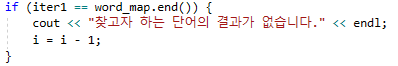 if (iter1 == word_map.end()) {
    cout << "찾고자 하는 단어의 결과가 없습니다." << endl;
    i = i - 1;
}